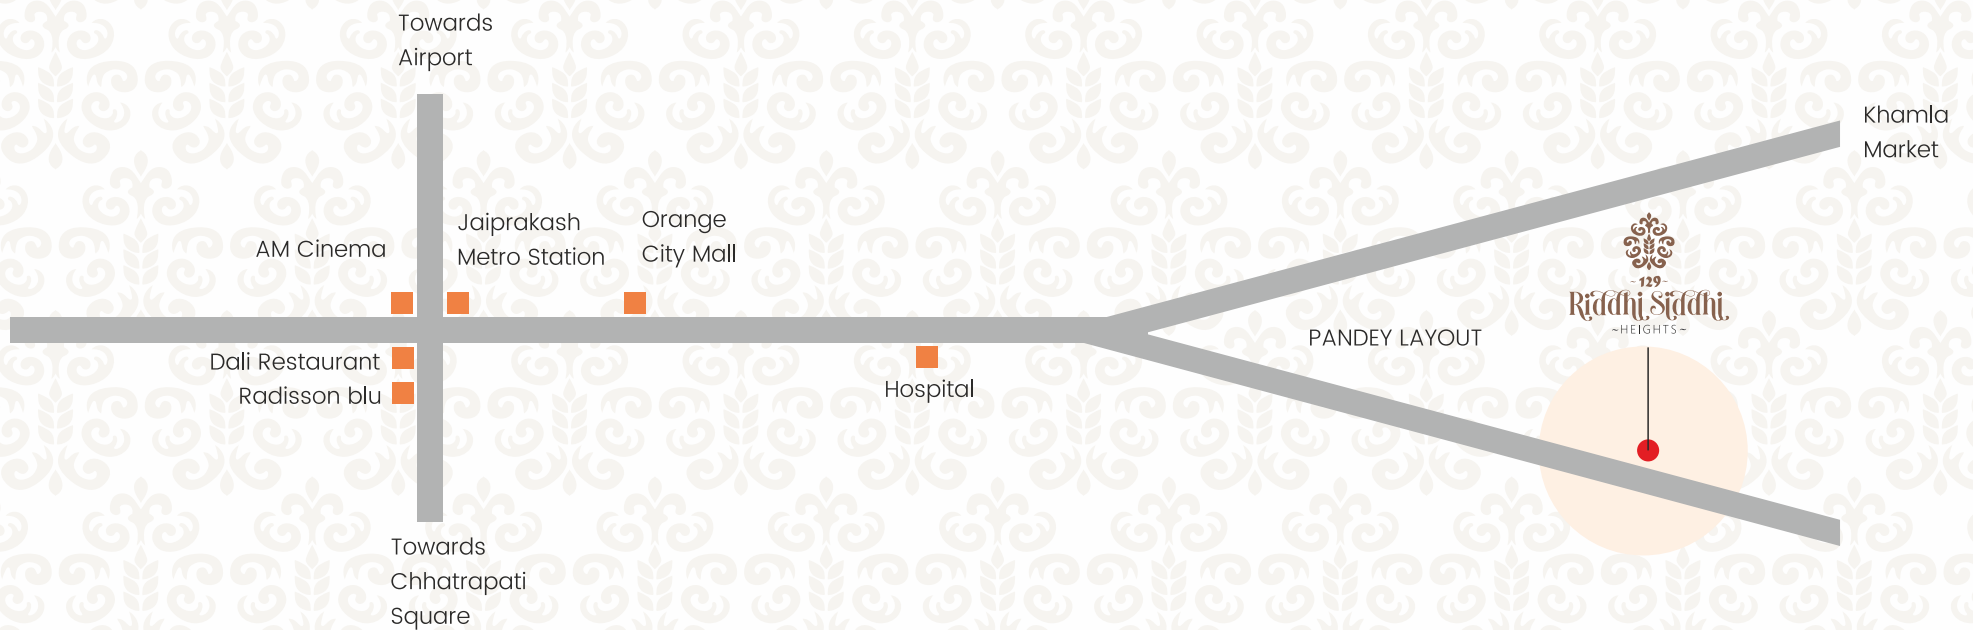 Towards
Airport
Khamla
Market
AM Cinema
Jaiprakash
Metro Station
Orange
City Mall
129
Riddhi Siddhi
~HEIGHTS~
PANDEY LAYOUT
Dali Restaurant
Radisson blu
Hospital
Towards
Chhatrapati
Square